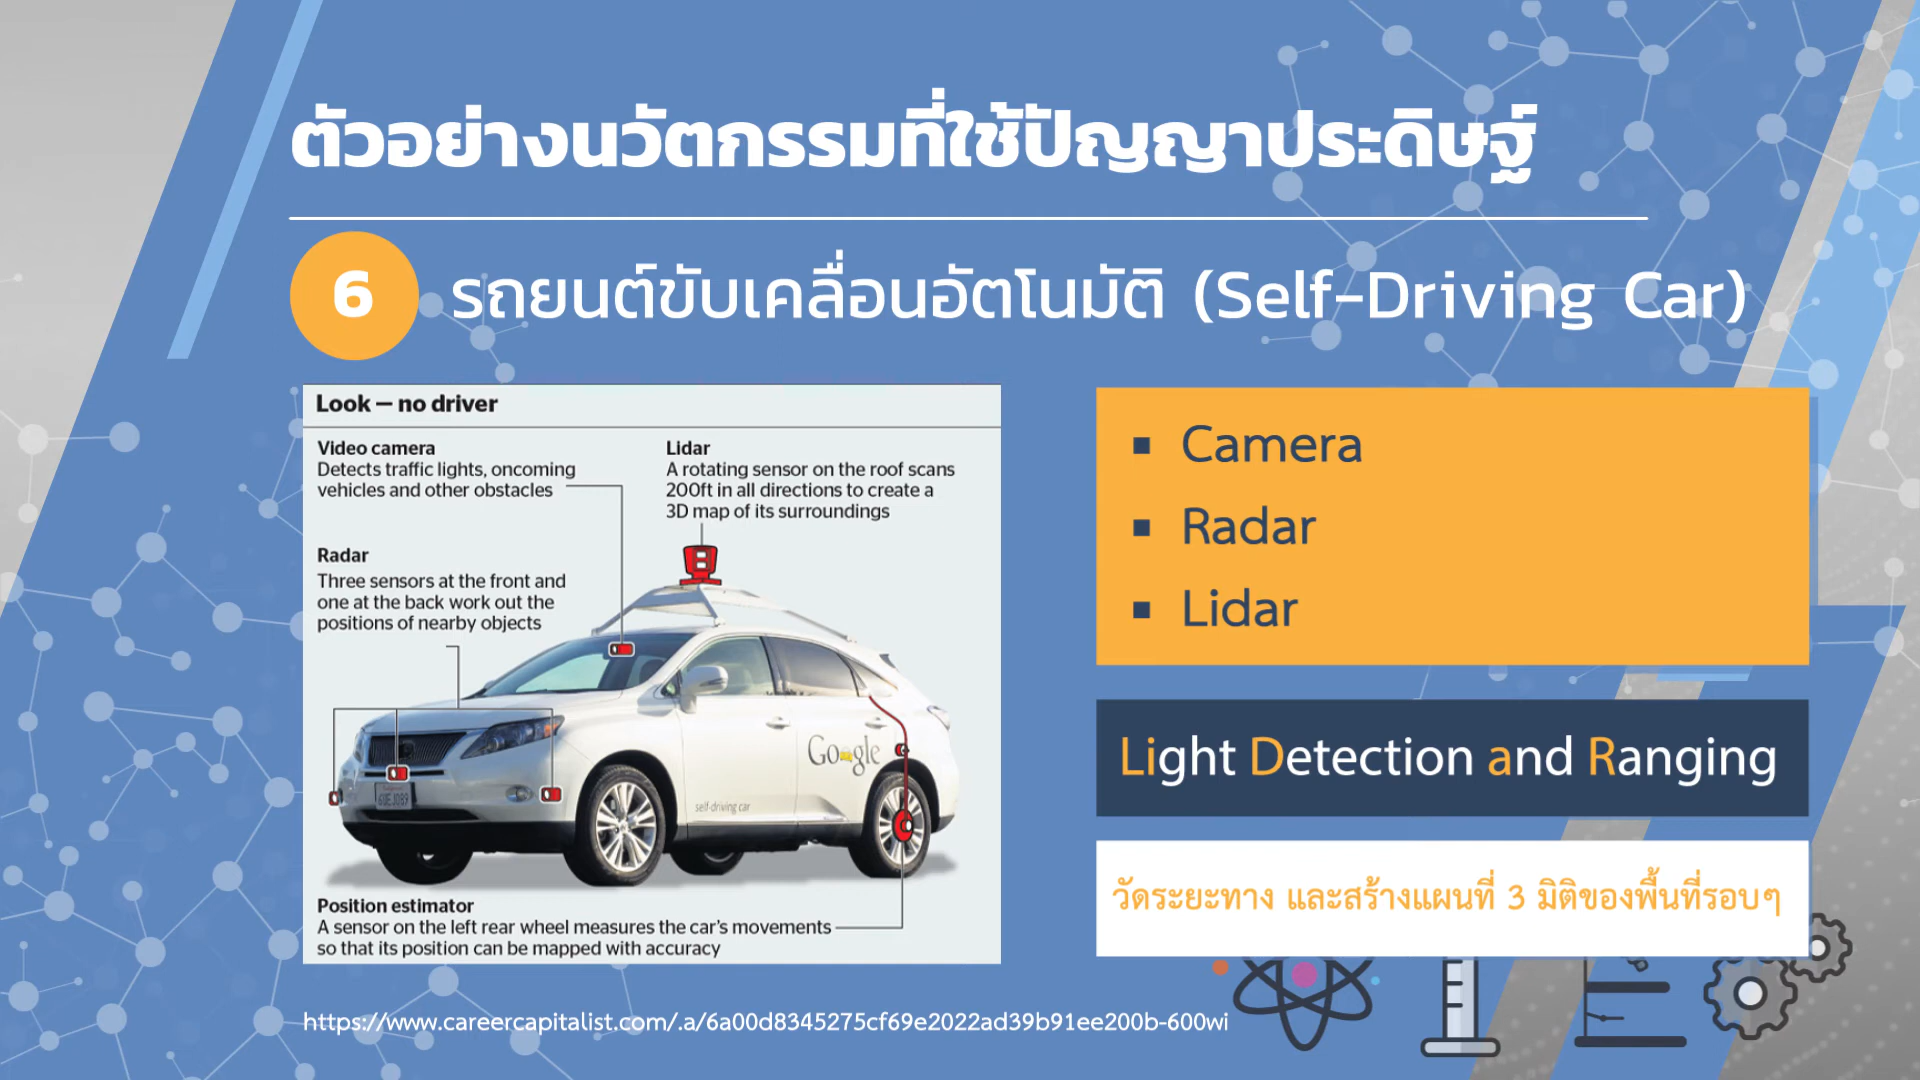 ตัวอย่างนวัตกรรมที่ใช้ปัญญาประดิษฐ์
6 รถยนต์ขับเคลื่อนอัตโนมัติ (Self-Driving Car)
Look — no driver
Video camera
Detects traffic lights, oncoming
vehicles and other obstacles
Lidar
A rotating sensor on the roof scans
200ft in all directions to create a
3D map of its surroundings
Radar
Three sensors at the front and
one at the back work out the
positions of nearby objects
Google
self-driving car
Position estimator
A sensor on the left rear wheel measures the car's movements
so that its position can be mapped with accuracy
▪ Camera
▪ Radar
▪ Lidar
Light Detection and Ranging
วัดระยะทาง และสร้างแผนที่ 3 มิติของพื้นที่รอบๆ
https://www.careercapitalist.com/.a/6a00d8345275cf69e2022ad39b91ee200b-600wi